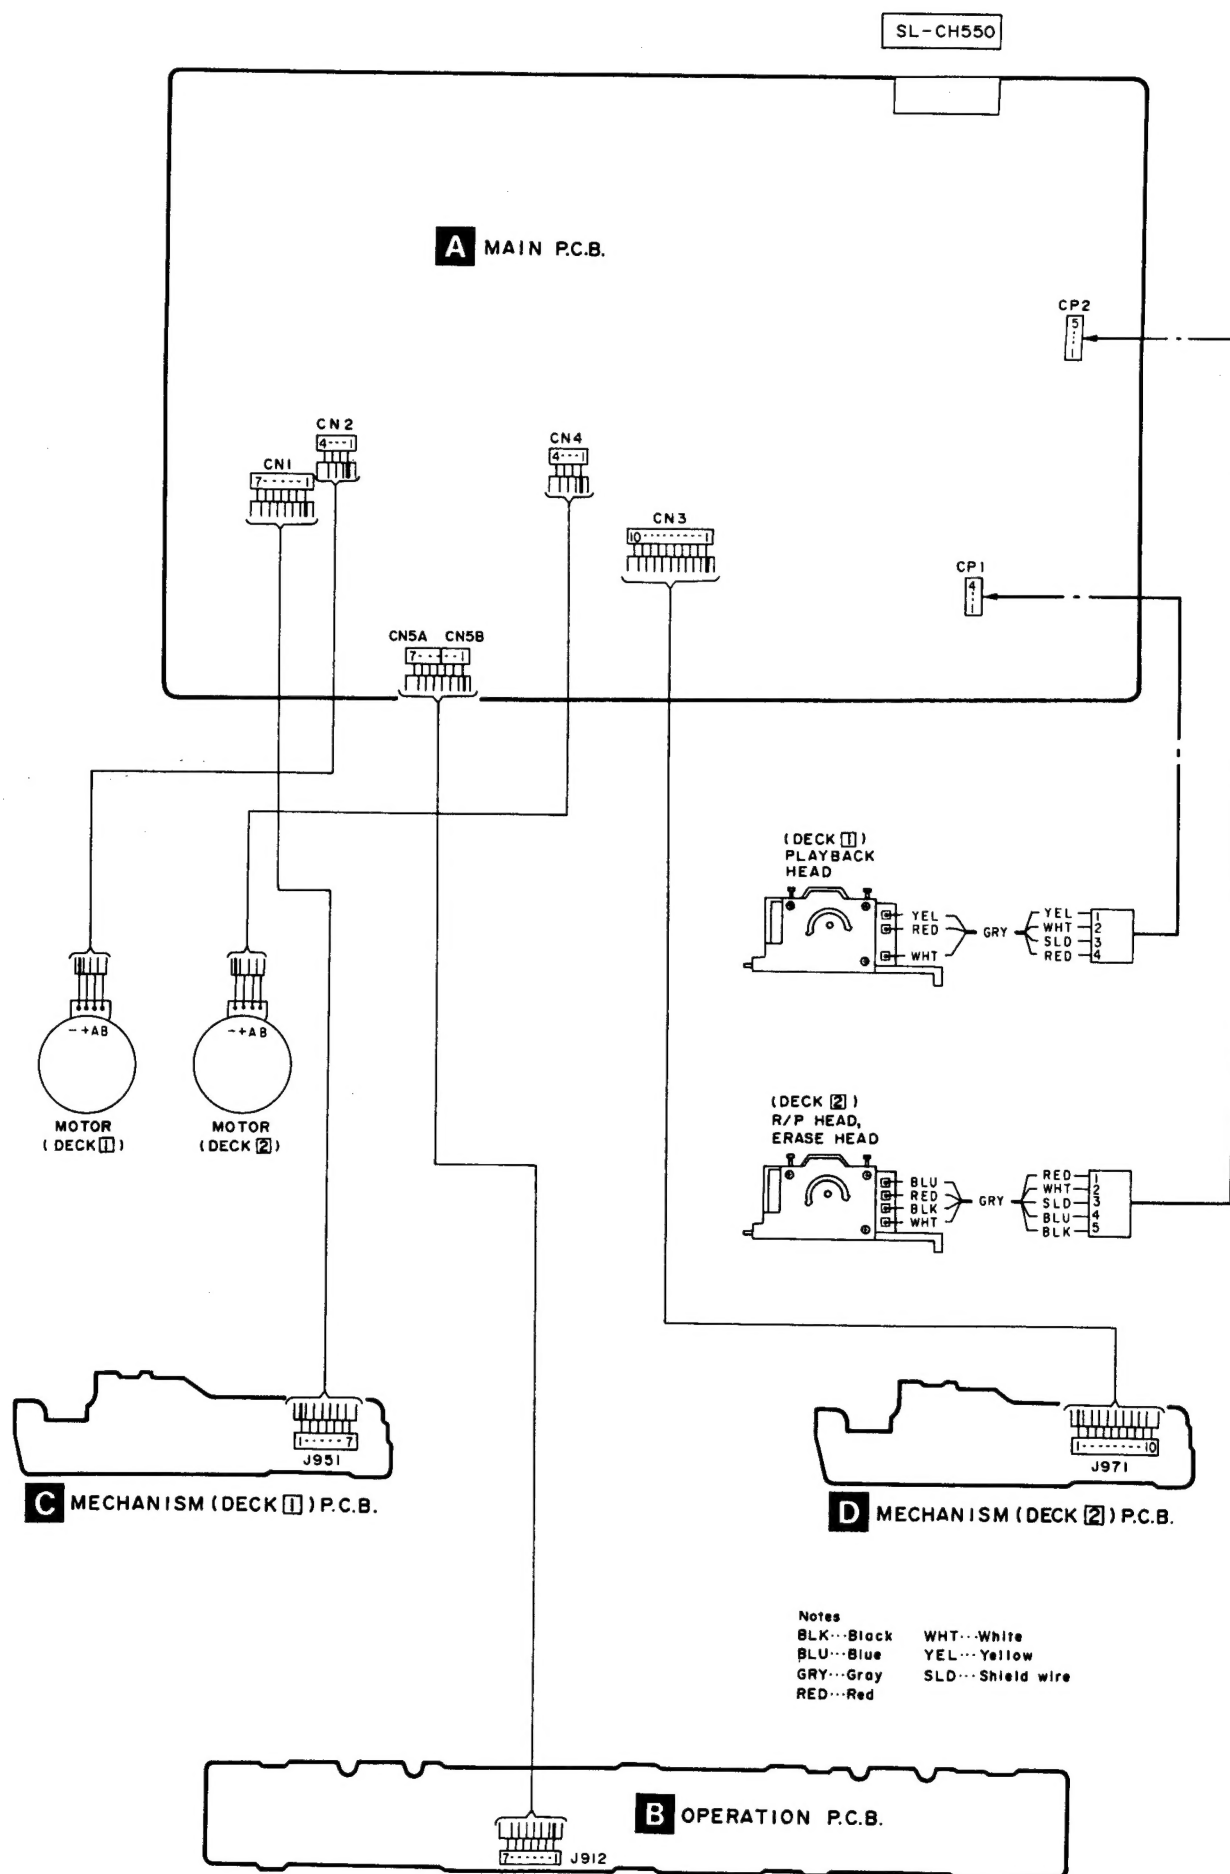 SL-CH550
A MAIN P.C.B.
CP2
5---1
CN2
4---1
CN1
7-----1
CN4
4---1
CN3
10-------1
CP1
4--1
CN5A CN5B
7----1
(DECK 1)
PLAYBACK
HEAD
YEL
RED
WHT
GRY
YEL 1
WHT 2
SLD 3
RED 4
-+AB
MOTOR
(DECK 1)
-+AB
MOTOR
(DECK 2)
(DECK 2)
R/P HEAD,
ERASE HEAD
BLU
RED
BLK
WHT
GRY
RED 1
WHT 2
SLD 3
BLU 4
BLK 5
1-----7
J951
C MECHANISM (DECK 1) P.C.B.
1-------10
J971
D MECHANISM (DECK 2) P.C.B.
Notes
BLK···Black WHT···White
BLU···Blue YEL···Yellow
GRY···Gray SLD···Shield wire
RED···Red
B OPERATION P.C.B.
7------1 J912